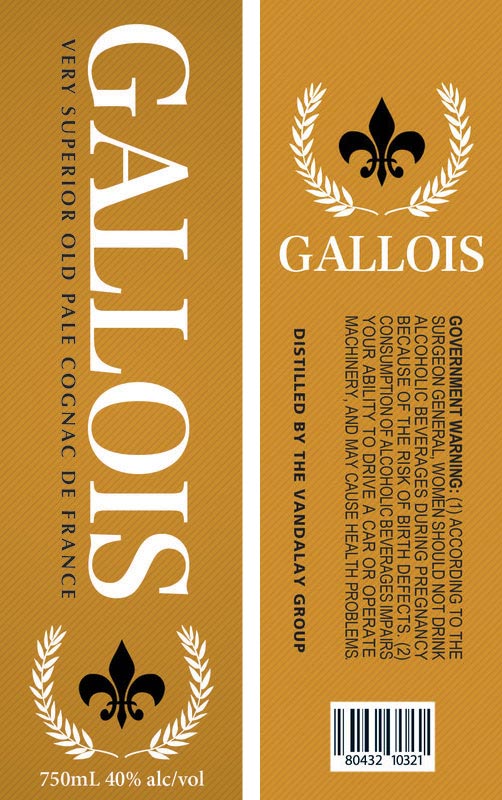 GALLOIS
VERY SUPERIOR OLD PALE COGNAC DE FRANCE
750mL 40% alc/vol
GALLOIS
GOVERNMENT WARNING: (1) ACCORDING TO THE
SURGEON GENERAL, WOMEN SHOULD NOT DRINK
ALCOHOLIC BEVERAGES DURING PREGNANCY
BECAUSE OF THE RISK OF BIRTH DEFECTS. (2)
CONSUMPTION OF ALCOHOLIC BEVERAGES IMPAIRS
YOUR ABILITY TO DRIVE A CAR OR OPERATE
MACHINERY, AND MAY CAUSE HEALTH PROBLEMS.
DISTILLED BY THE VANDALAY GROUP
80432 10321